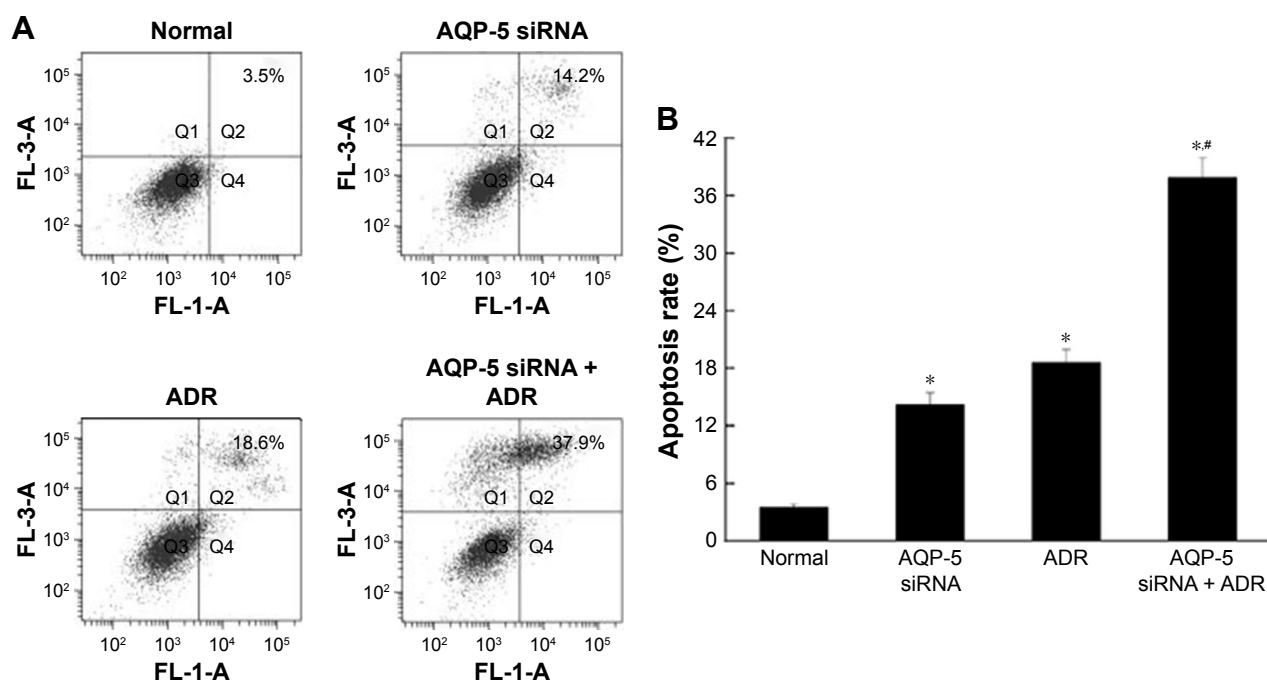 A
Normal
3.5%
10⁵
10⁴
10³
10²
Q1
Q2
Q3
Q4
FL-3-A
10²
10³
10⁴
10⁵
FL-1-A
AQP-5 siRNA
14.2%
10⁵
10⁴
10³
10²
Q1
Q2
Q3
Q4
FL-3-A
10²
10³
10⁴
10⁵
FL-1-A
ADR
18.6%
10⁵
10⁴
10³
10²
Q1
Q2
Q3
Q4
FL-3-A
10²
10³
10⁴
10⁵
FL-1-A
AQP-5 siRNA +
ADR
37.9%
10⁵
10⁴
10³
10²
Q1
Q2
Q3
Q4
FL-3-A
10²
10³
10⁴
10⁵
FL-1-A
B
Apoptosis rate (%)
42
36
30
24
18
12
6
0
*
*
*,#
Normal
AQP-5
siRNA
ADR
AQP-5
siRNA + ADR